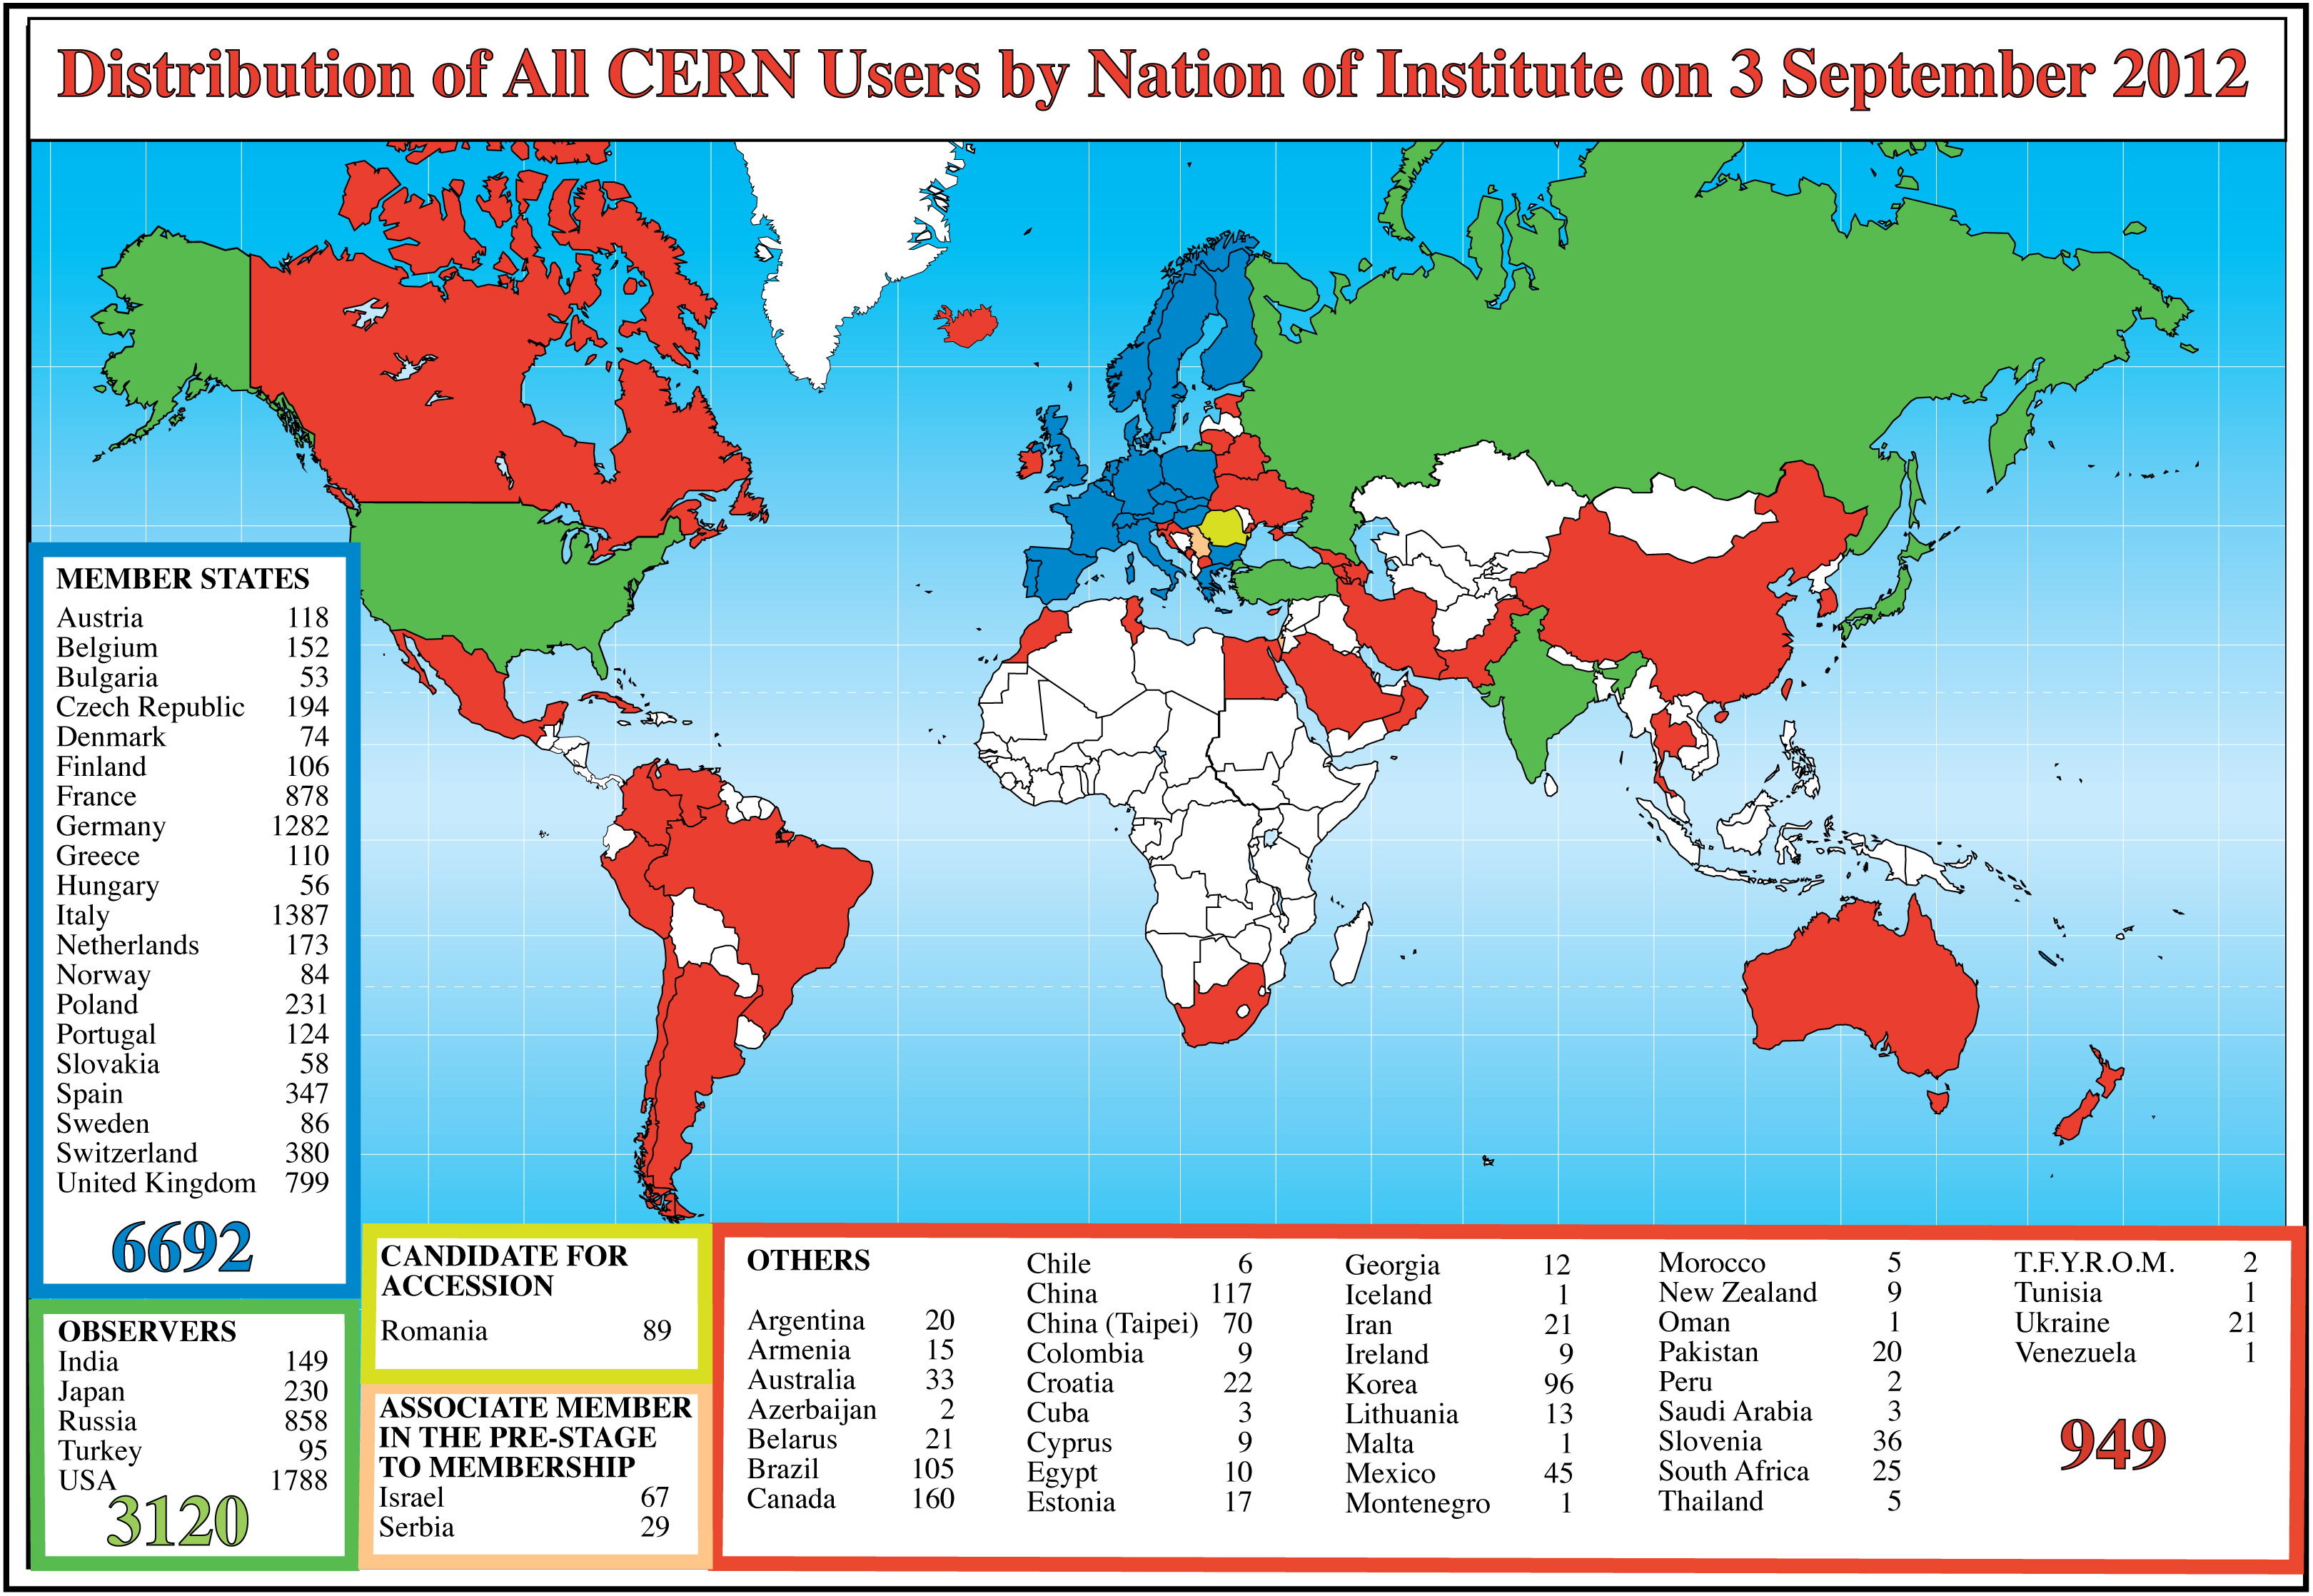 Distribution of All CERN Users by Nation of Institute on 3 September 2012
MEMBER STATES
Austria 118
Belgium 152
Bulgaria 53
Czech Republic 194
Denmark 74
Finland 106
France 878
Germany 1282
Greece 110
Hungary 56
Italy 1387
Netherlands 173
Norway 84
Poland 231
Portugal 124
Slovakia 58
Spain 347
Sweden 86
Switzerland 380
United Kingdom 799
6692
OBSERVERS
India 149
Japan 230
Russia 858
Turkey 95
USA 1788
3120
CANDIDATE FOR
ACCESSION
Romania 89
ASSOCIATE MEMBER
IN THE PRE-STAGE
TO MEMBERSHIP
Israel 67
Serbia 29
OTHERS
Argentina 20
Armenia 15
Australia 33
Azerbaijan 2
Belarus 21
Brazil 105
Canada 160
Chile 6
China 117
China (Taipei) 70
Colombia 9
Croatia 22
Cuba 3
Cyprus 9
Egypt 10
Estonia 17
Georgia 12
Iceland 1
Iran 21
Ireland 9
Korea 96
Lithuania 13
Malta 1
Mexico 45
Montenegro 1
Morocco 5
New Zealand 9
Oman 1
Pakistan 20
Peru 2
Saudi Arabia 3
Slovenia 36
South Africa 25
Thailand 5
T.F.Y.R.O.M. 2
Tunisia 1
Ukraine 21
Venezuela 1
949